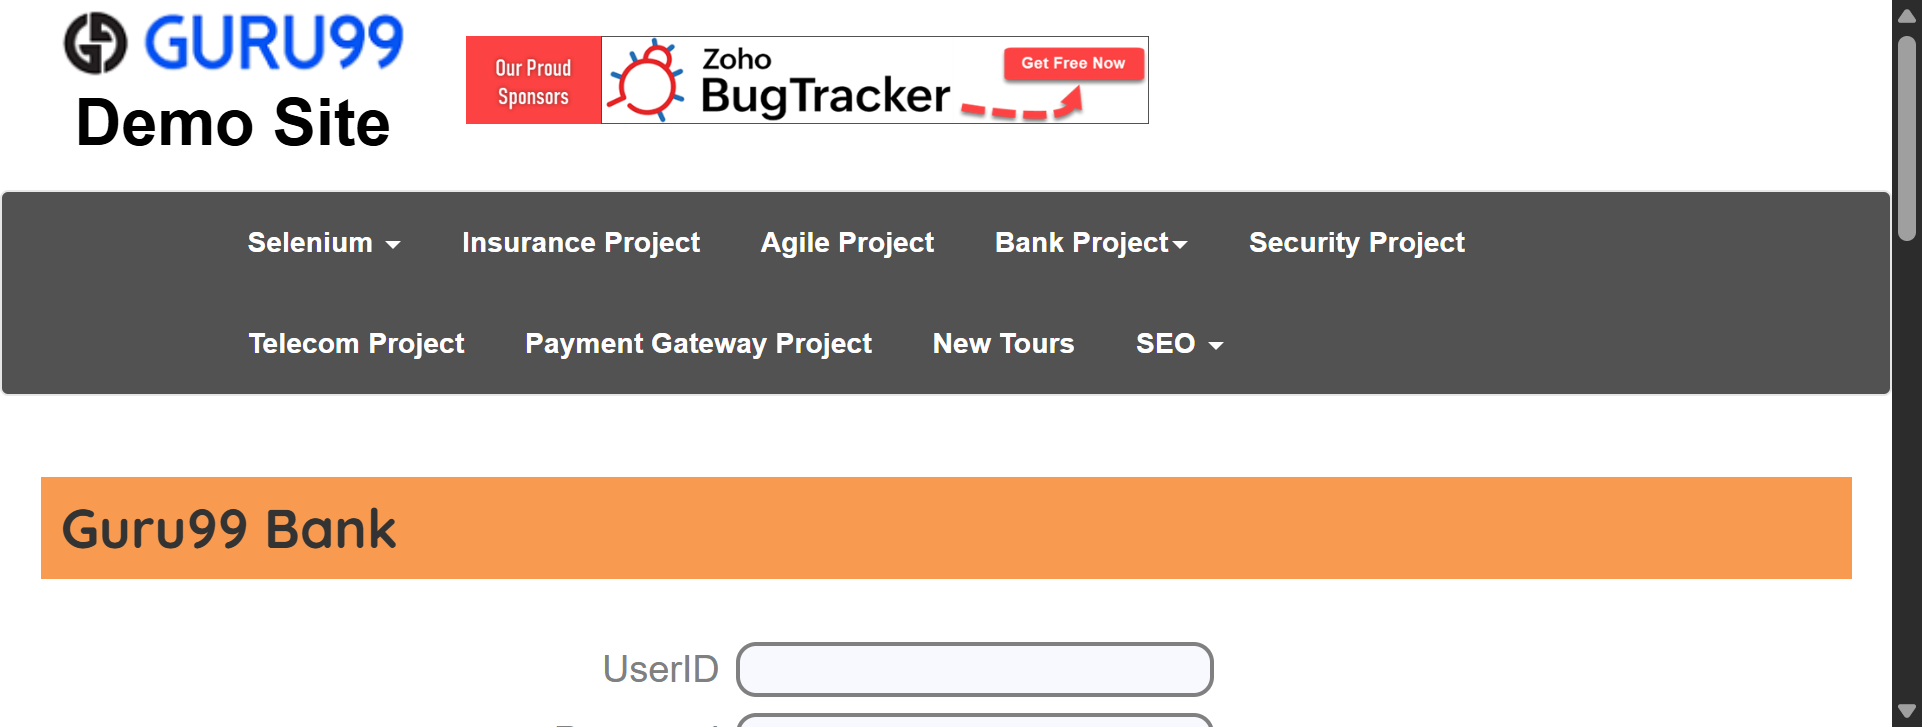 GURU99
Demo Site
Our Proud
Sponsors
Zoho
BugTracker
Get Free Now
Selenium
Insurance Project
Agile Project
Bank Project
Security Project
Telecom Project
Payment Gateway Project
New Tours
SEO
Guru99 Bank
UserID